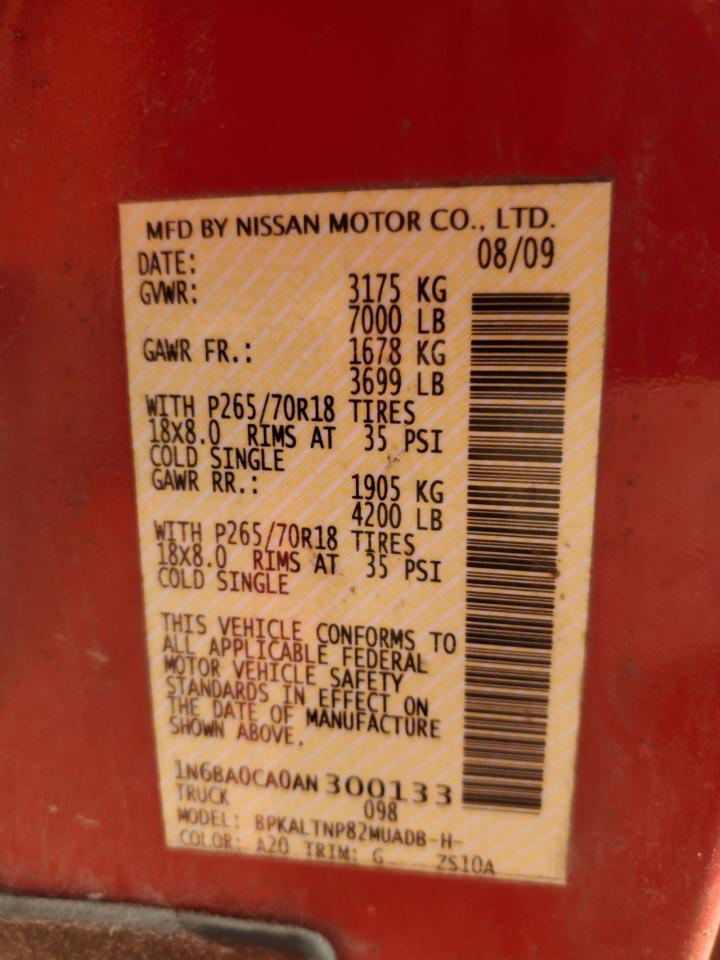 MFD BY NISSAN MOTOR CO., LTD.
DATE: 08/09
GVWR: 3175 KG
7000 LB
GAWR FR.: 1678 KG
3699 LB
WITH P265/70R18 TIRES
18X8.0 RIMS AT 35 PSI
COLD SINGLE
GAWR RR.: 1905 KG
4200 LB
WITH P265/70R18 TIRES
18X8.0 RIMS AT 35 PSI
COLD SINGLE
THIS VEHICLE CONFORMS TO
ALL APPLICABLE FEDERAL
MOTOR VEHICLE SAFETY
STANDARDS IN EFFECT ON
THE DATE OF MANUFACTURE
SHOWN ABOVE.
1N6BA0CA0AN300133
TRUCK 098
MODEL: BPKALTNP82MUADB-H-
COLOR: A20 TRIM: G ZS10A